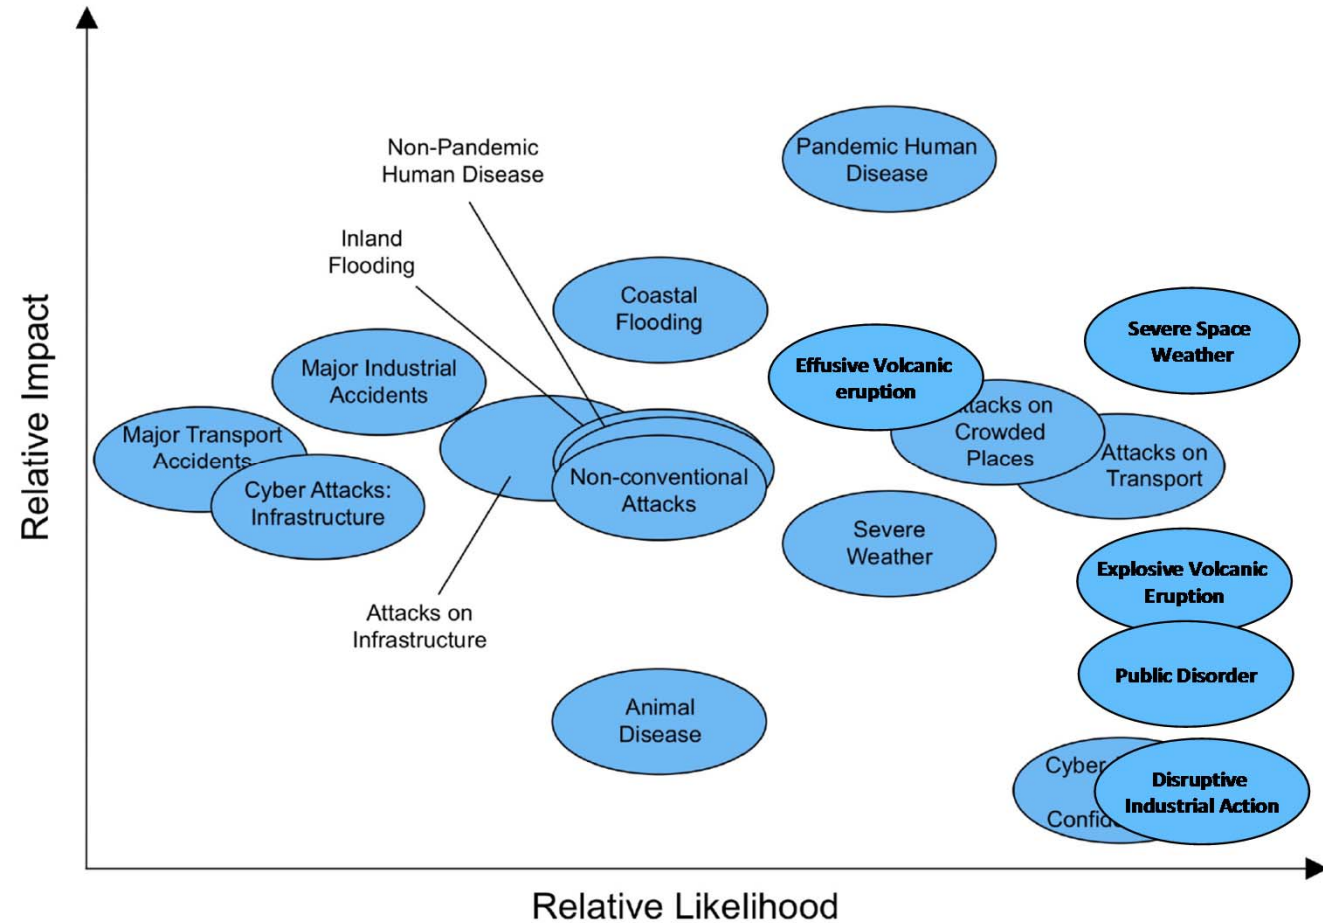 Non-Pandemic
Human Disease
Pandemic Human
Disease
Inland
Flooding
Coastal
Flooding
Severe Space
Weather
Effusive Volcanic
eruption
Major Industrial
Accidents
Crowded
Places
Attacks on
Transport
Major Transport
Accidents
Cyber Attacks:
Infrastructure
Non-conventional
Attacks
Severe
Weather
Explosive Volcanic
Eruption
Attacks on
Infrastructure
Public Disorder
Animal
Disease
Cyber
Disruptive
Industrial Action
Relative Impact
Relative Likelihood